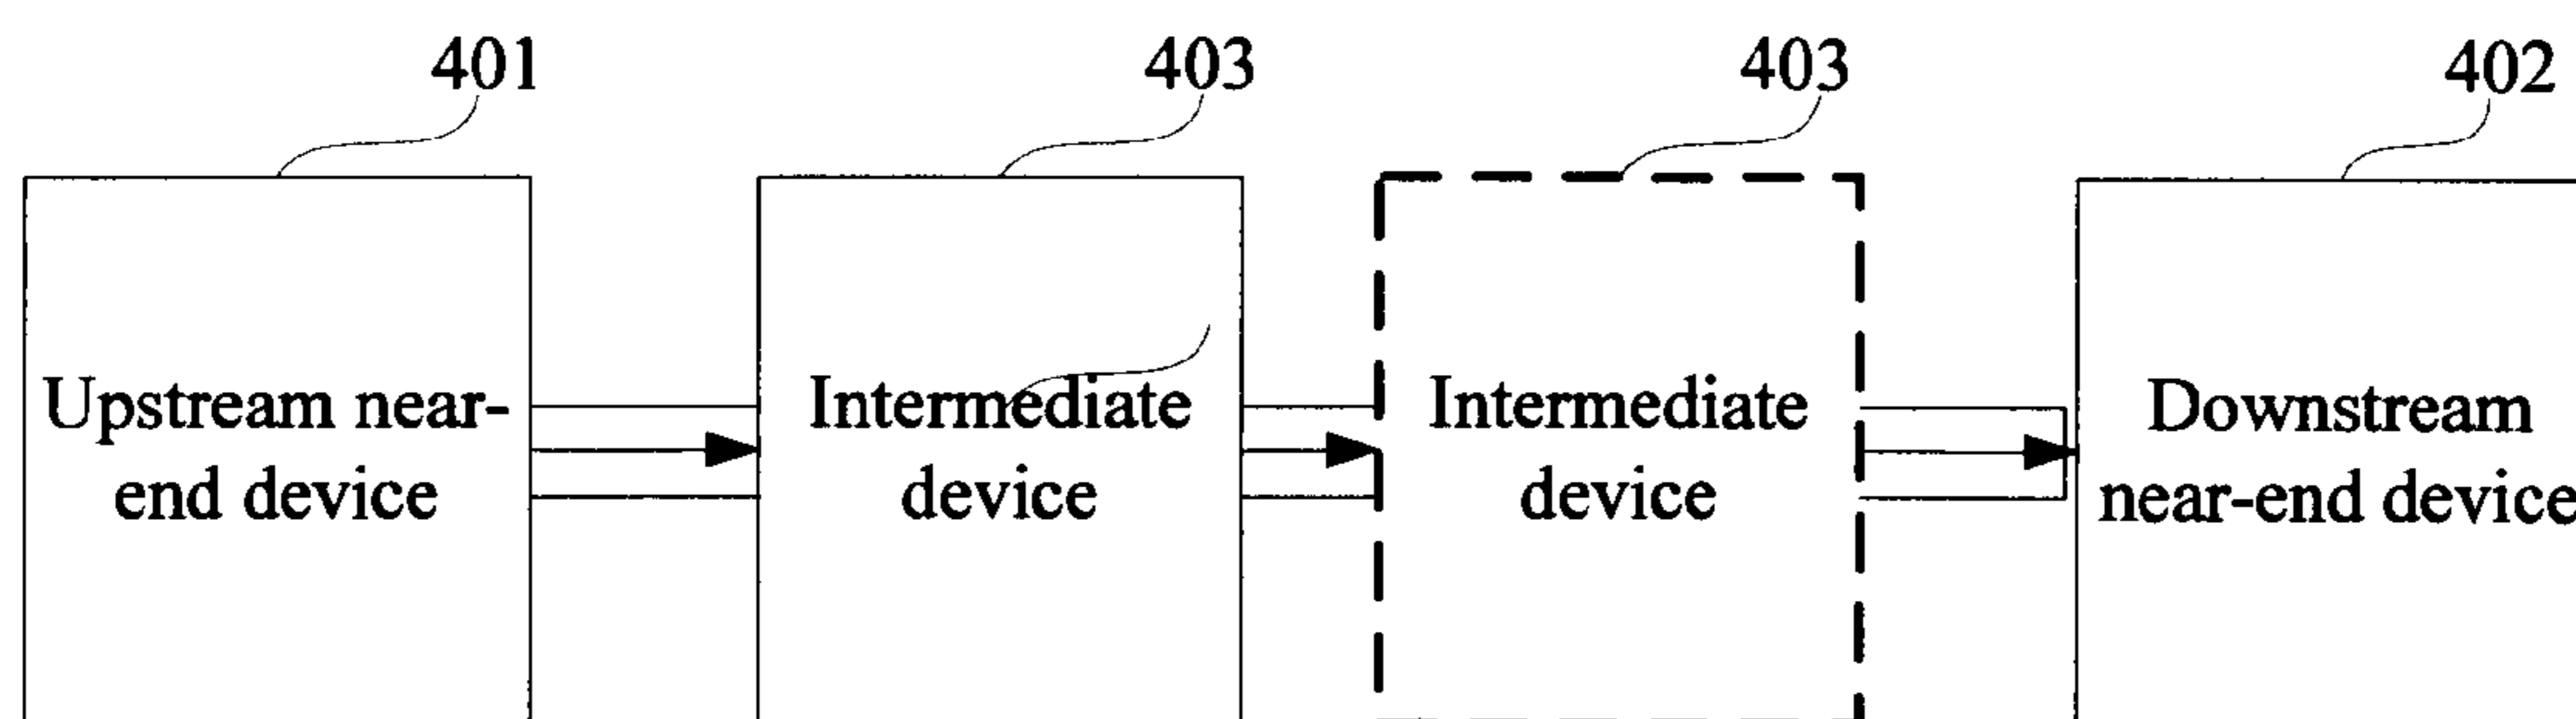 401
403
403
402
Upstream near-
end device
Intermediate
device
Intermediate
device
Downstream
near-end device